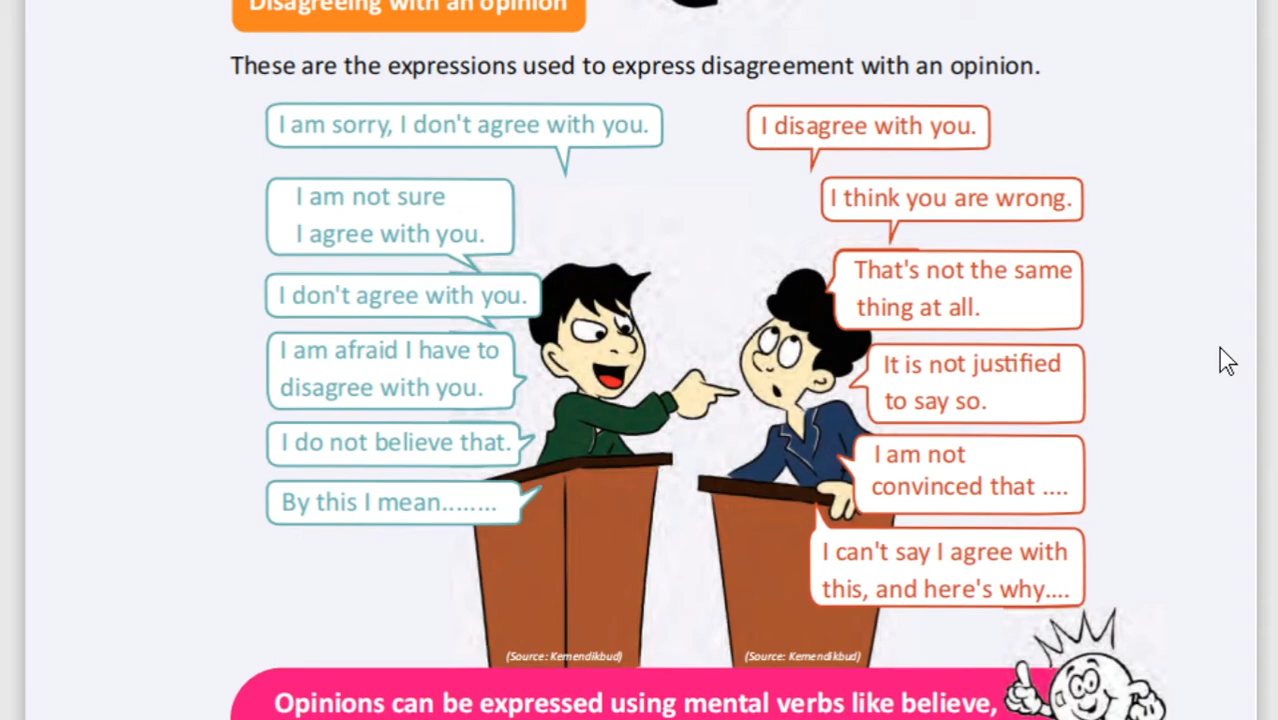 Disagreeing with an opinion
These are the expressions used to express disagreement with an opinion.
I am sorry, I don't agree with you.
I am not sure
I agree with you.
I don't agree with you.
I am afraid I have to
disagree with you.
I do not believe that.
By this I mean........
I disagree with you.
I think you are wrong.
That's not the same
thing at all.
It is not justified
to say so.
I am not
convinced that ....
I can't say I agree with
this, and here's why....
(Source: Kemendikbud)
(Source: Kemendikbud)
Opinions can be expressed using mental verbs like believe,